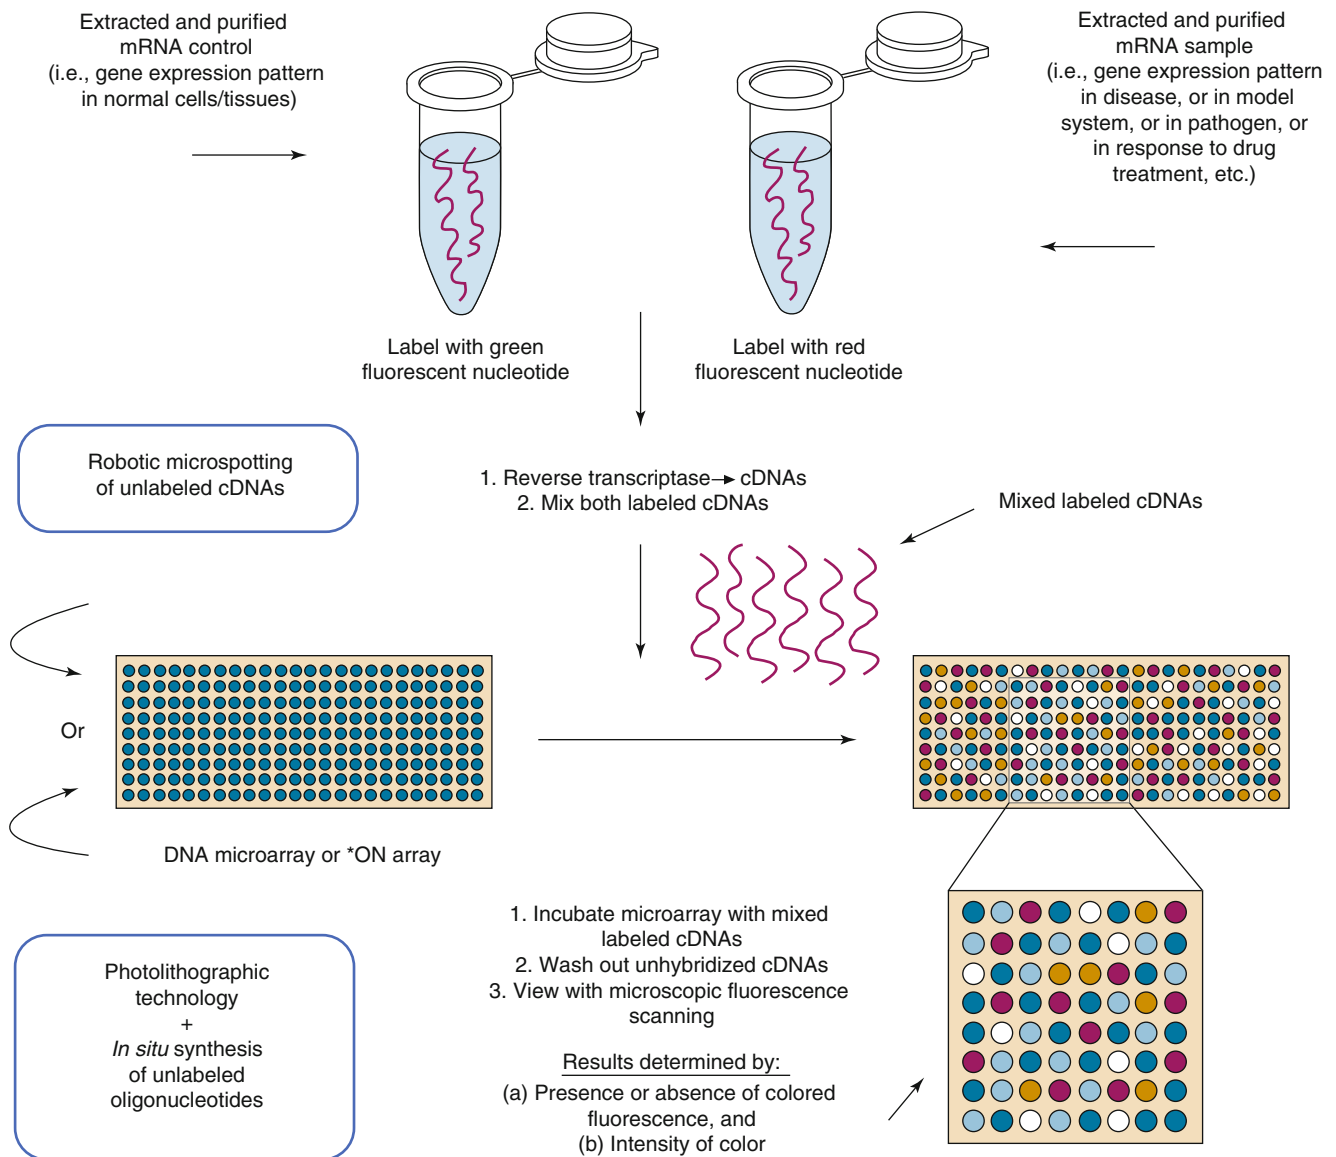 Extracted and purified
mRNA control
(i.e., gene expression pattern
in normal cells/tissues)
Extracted and purified
mRNA sample
(i.e., gene expression pattern
in disease, or in model
system, or in pathogen, or
in response to drug
treatment, etc.)
Label with green
fluorescent nucleotide
Label with red
fluorescent nucleotide
Robotic microspotting
of unlabeled cDNAs
1. Reverse transcriptase→ cDNAs
2. Mix both labeled cDNAs
Mixed labeled cDNAs
Or
DNA microarray or *ON array
Photolithographic
technology
+
In situ synthesis
of unlabeled
oligonucleotides
1. Incubate microarray with mixed
labeled cDNAs
2. Wash out unhybridized cDNAs
3. View with microscopic fluorescence
scanning
Results determined by:
(a) Presence or absence of colored
fluorescence, and
(b) Intensity of color